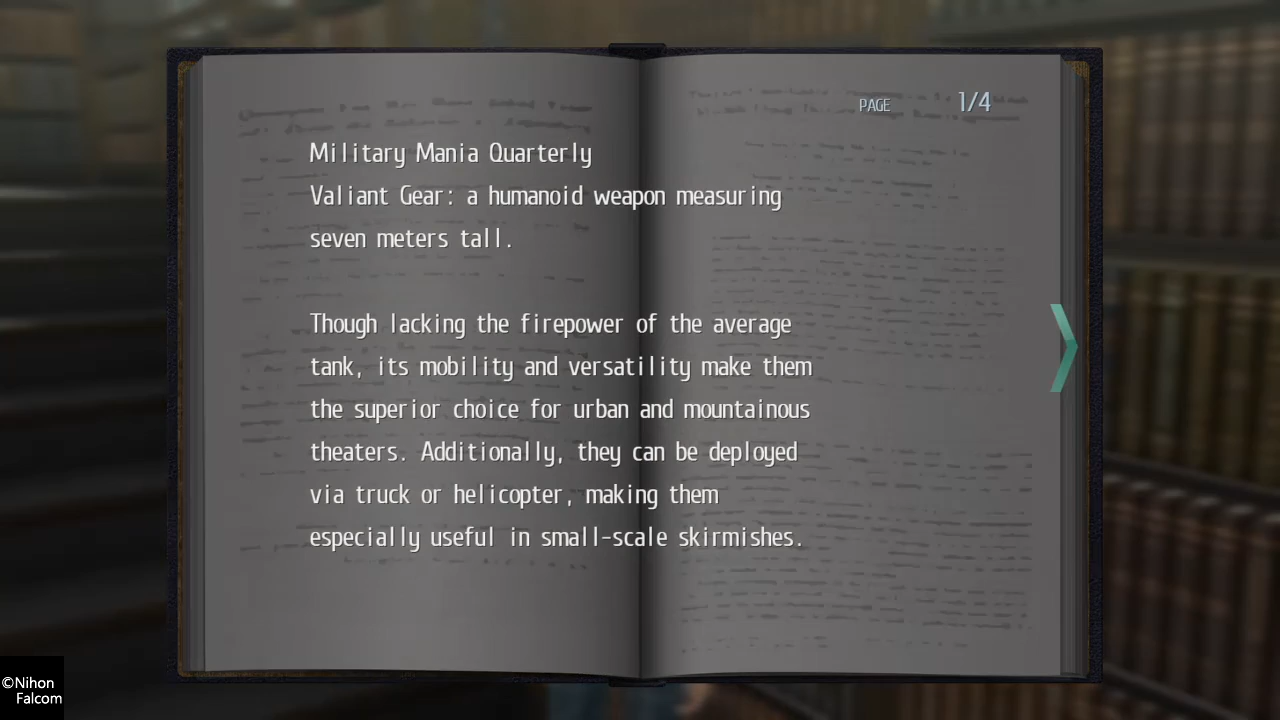 PAGE 1/4
Military Mania Quarterly
Valiant Gear: a humanoid weapon measuring
seven meters tall.
Though lacking the firepower of the average
tank, its mobility and versatility make them
the superior choice for urban and mountainous
theaters. Additionally, they can be deployed
via truck or helicopter, making them
especially useful in small-scale skirmishes.
©Nihon
Falcom